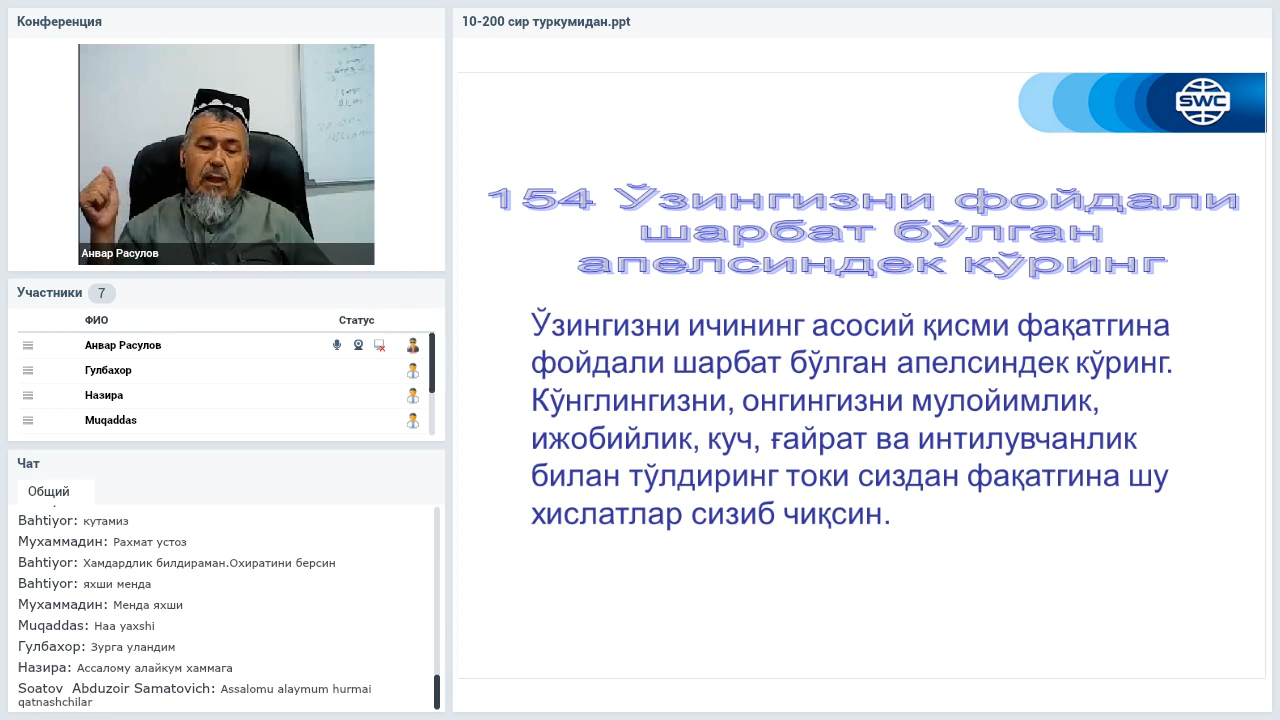 Конференция
Анвар Расулов
Участники 7
ФИО Статус
Анвар Расулов
Гулбахор
Назира
Muqaddas
Чат
Общий
Bahtiyor: кутамиз
Мухаммадин: Рахмат устоз
Bahtiyor: Хамдардлик билдираман.Охиратини берсин
Bahtiyor: яхши менда
Мухаммадин: Менда яхши
Muqaddas: Haa yaxshi
Гулбахор: Зурга уландим
Назира: Ассалому алайкум хаммага
Soatov Abduzoir Samatovich: Assalomu alaymum hurmai
qatnashchilar
10-200 сир туркумидан.ppt
SWC
154 Ўзингизни фойдали
шарбат бўлган
апелсиндек кўринг
Ўзингизни ичининг асосий қисми фақатгина
фойдали шарбат бўлган апелсиндек кўринг.
Кўнглингизни, онгингизни мулойимлик,
ижобийлик, куч, ғайрат ва интилувчанлик
билан тўлдиринг токи сиздан фақатгина шу
хислатлар сизиб чиқсин.